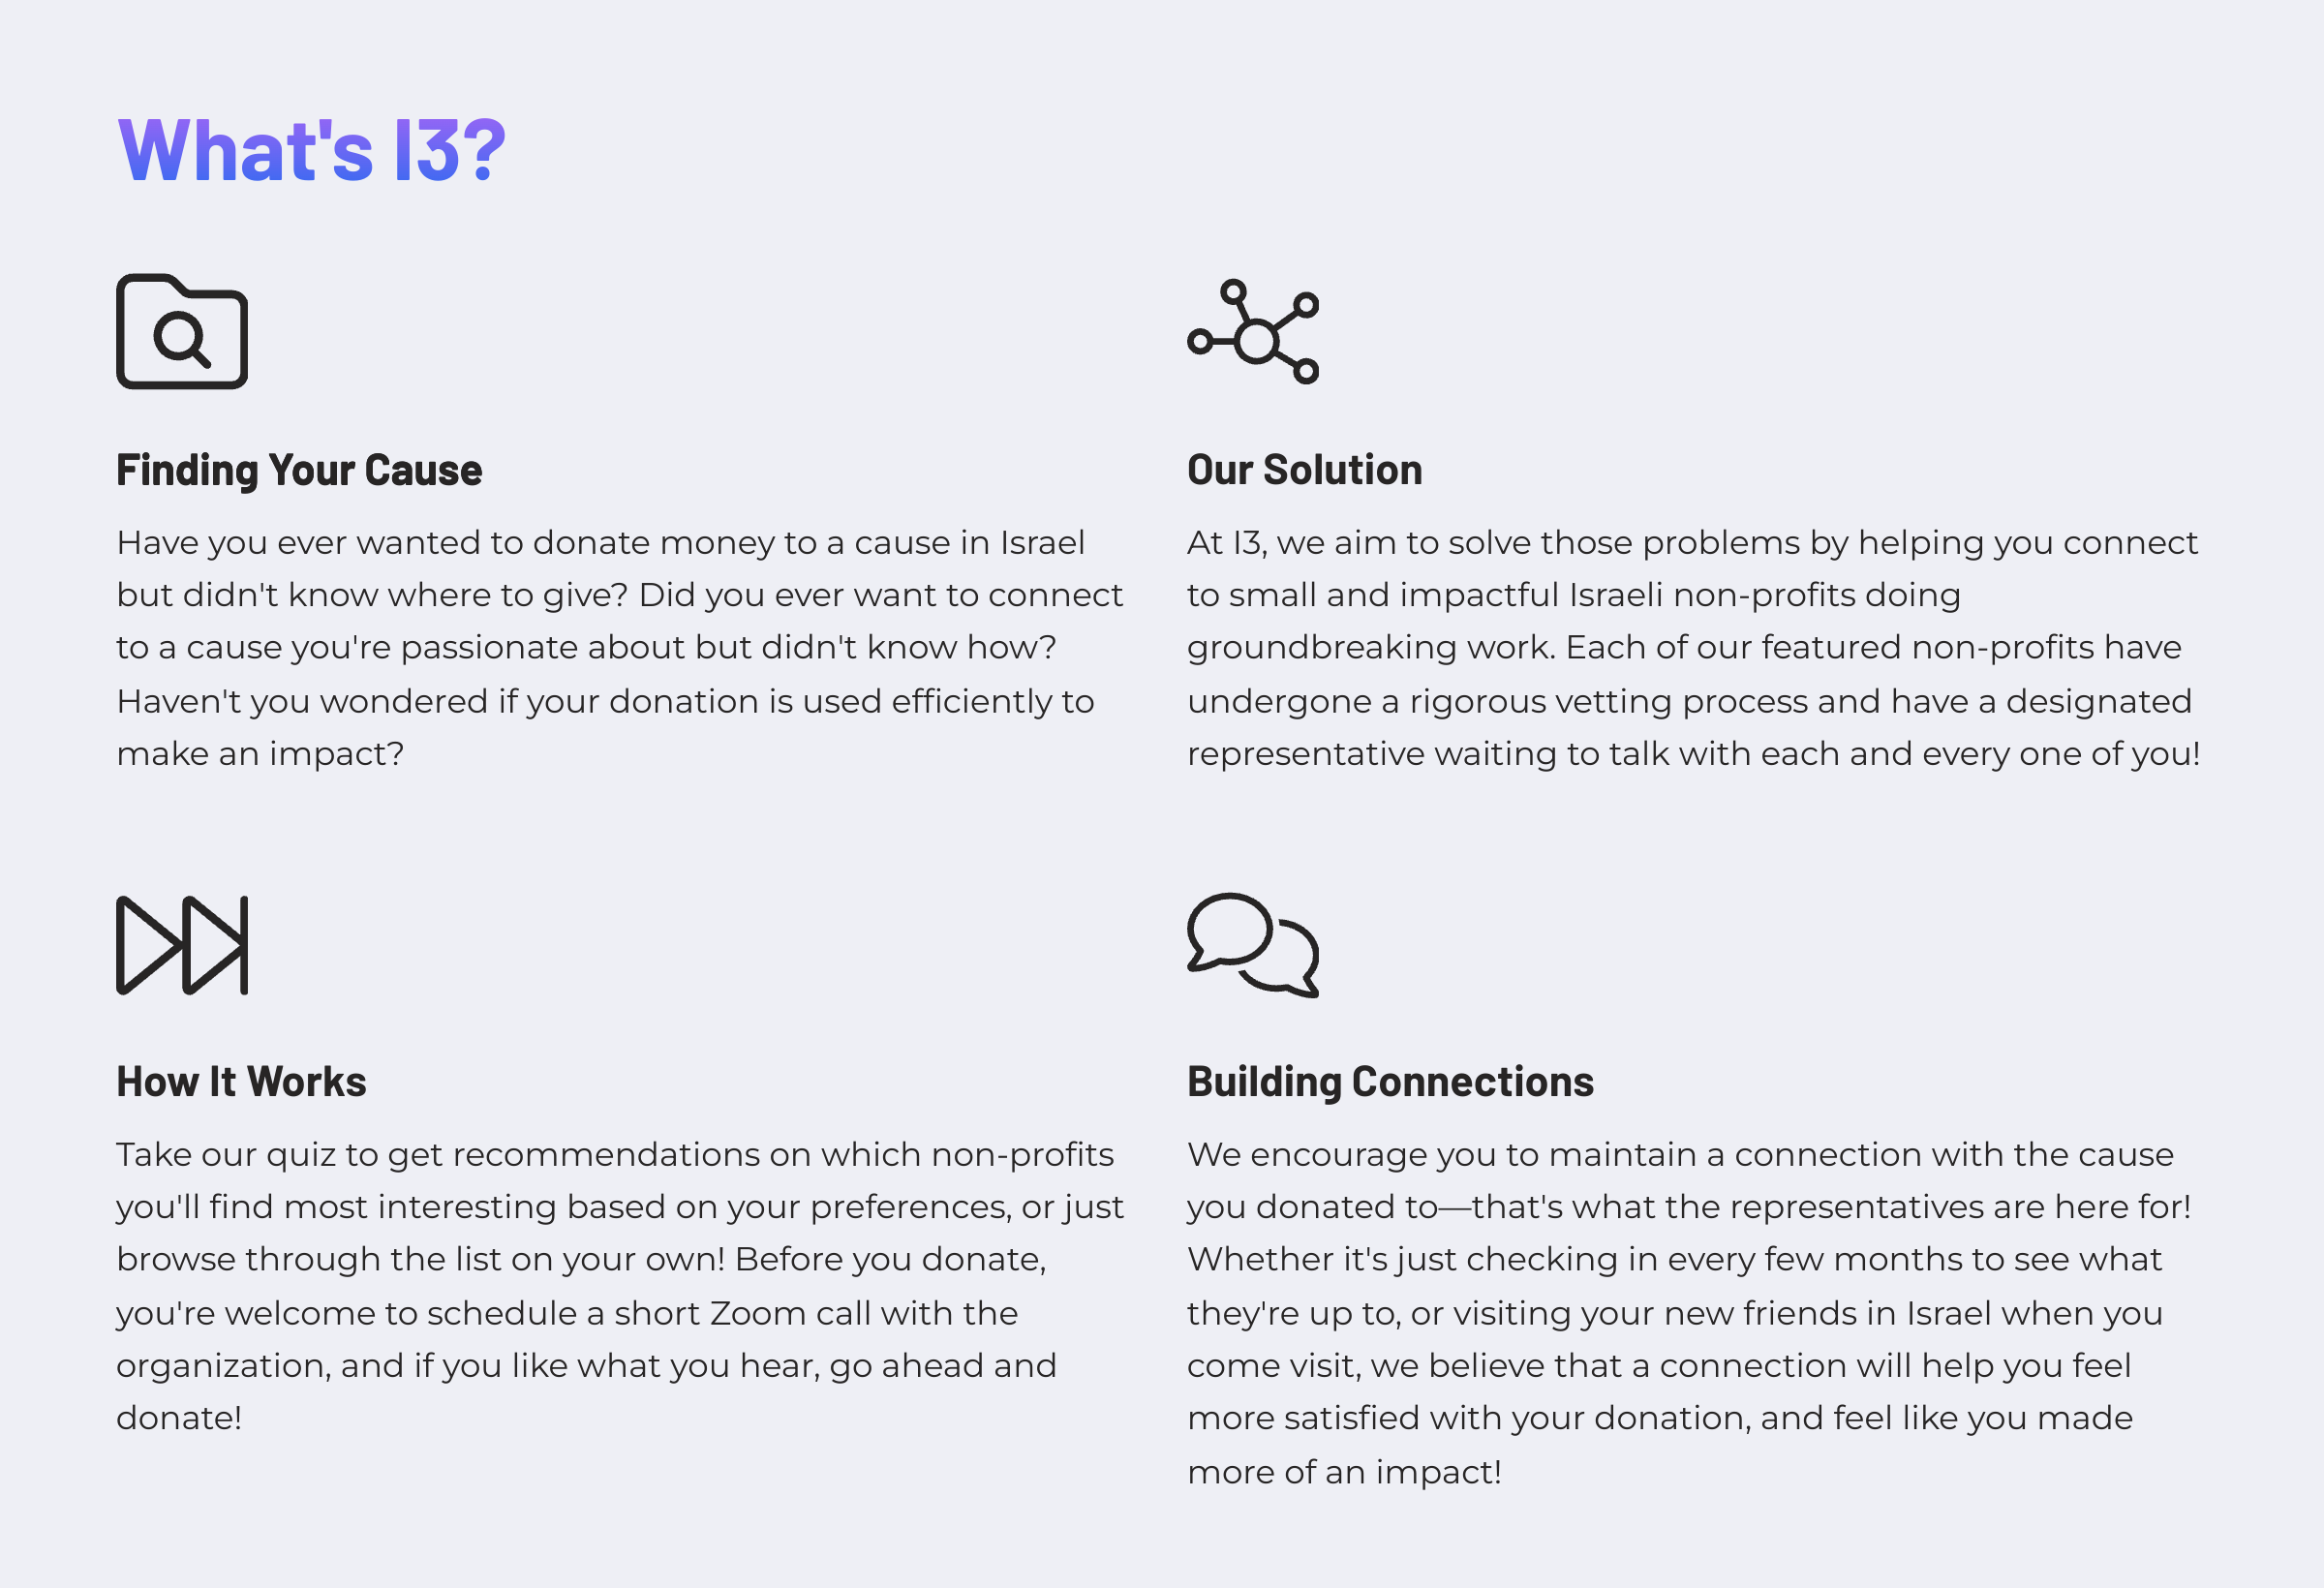 What's I3?
Finding Your Cause
Have you ever wanted to donate money to a cause in Israel
but didn't know where to give? Did you ever want to connect
to a cause you're passionate about but didn't know how?
Haven't you wondered if your donation is used efficiently to
make an impact?
Our Solution
At I3, we aim to solve those problems by helping you connect
to small and impactful Israeli non-profits doing
groundbreaking work. Each of our featured non-profits have
undergone a rigorous vetting process and have a designated
representative waiting to talk with each and every one of you!
How It Works
Take our quiz to get recommendations on which non-profits
you'll find most interesting based on your preferences, or just
browse through the list on your own! Before you donate,
you're welcome to schedule a short Zoom call with the
organization, and if you like what you hear, go ahead and
donate!
Building Connections
We encourage you to maintain a connection with the cause
you donated to—that's what the representatives are here for!
Whether it's just checking in every few months to see what
they're up to, or visiting your new friends in Israel when you
come visit, we believe that a connection will help you feel
more satisfied with your donation, and feel like you made
more of an impact!